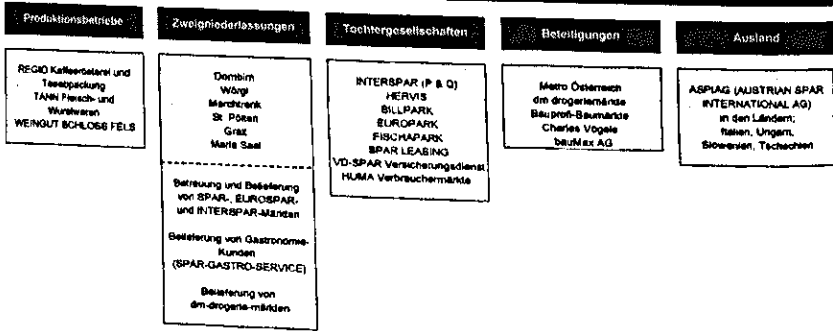 Produktionsbetriebe
REGIO Kaffeerösterei und
Teeabpackung
TANN Fleisch- und
Wurstwaren
WEINGUT SCHLOSS FELS
Zweigniederlassungen
Dornbirn
Wörgl
Marchtrenk
St. Pölten
Graz
Maria Saal
Betreuung und Belieferung
von SPAR-, EUROSPAR-
und INTERSPAR-Märkten
Belieferung von Gastronomie-
Kunden
(SPAR-GASTRO-SERVICE)
Belieferung von
dm-drogerie-märkten
Tochtergesellschaften
INTERSPAR (P & Q)
HERVIS
BILLPARK
EUROPARK
FISCHAPARK
SPAR LEASING
VD-SPAR Versicherungsdienst
HUMA Verbrauchermärkte
Beteiligungen
Metro Österreich
dm drogeriemärkte
Bauprofi-Baumärkte
Charles Vögele
bauMax AG
Ausland
ASPIAG (AUSTRIAN SPAR
INTERNATIONAL AG)
in den Ländern:
Italien, Ungarn,
Slowenien, Tschechien